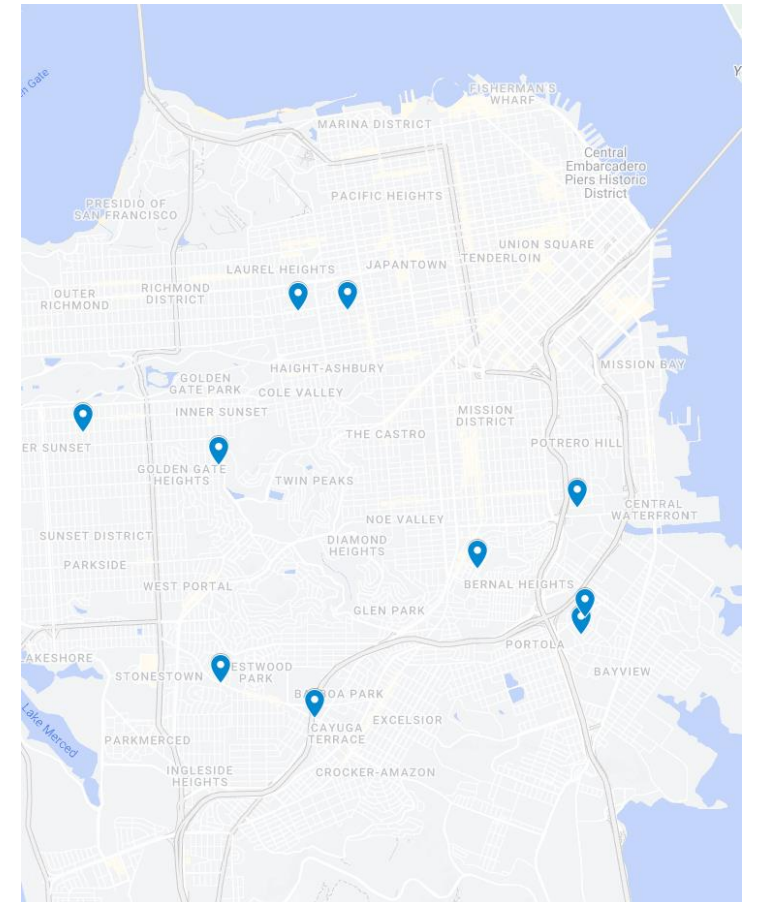 n Gate
FISHERMAN'S
WHARF
Y
MARINA DISTRICT
Central
Embarcadero
Piers Historic
District
PRESIDIO OF
SAN FRANCISCO
PACIFIC HEIGHTS
UNION SQUARE
TENDERLOIN
LAUREL HEIGHTS
JAPANTOWN
OUTER
RICHMOND
RICHMOND
DISTRICT
HAIGHT-ASHBURY
MISSION BAY
GOLDEN
GATE PARK
COLE VALLEY
INNER SUNSET
MISSION
DISTRICT
THE CASTRO
ER SUNSET
POTRERO HILL
GOLDEN GATE
HEIGHTS
TWIN PEAKS
CENTRAL
WATERFRONT
NOE VALLEY
SUNSET DISTRICT
DIAMOND
HEIGHTS
PARKSIDE
WEST PORTAL
BERNAL HEIGHTS
GLEN PARK
PORTOLA
AKESHORE
STONESTOWN
ESTWOOD
PARK
BAYVIEW
BA BOA PARK
Lake Merced
EXCELSIOR
CAYUGA
TERRACE
PARKMERCED
INGLESIDE
HEIGHTS
CROCKER-AMAZON